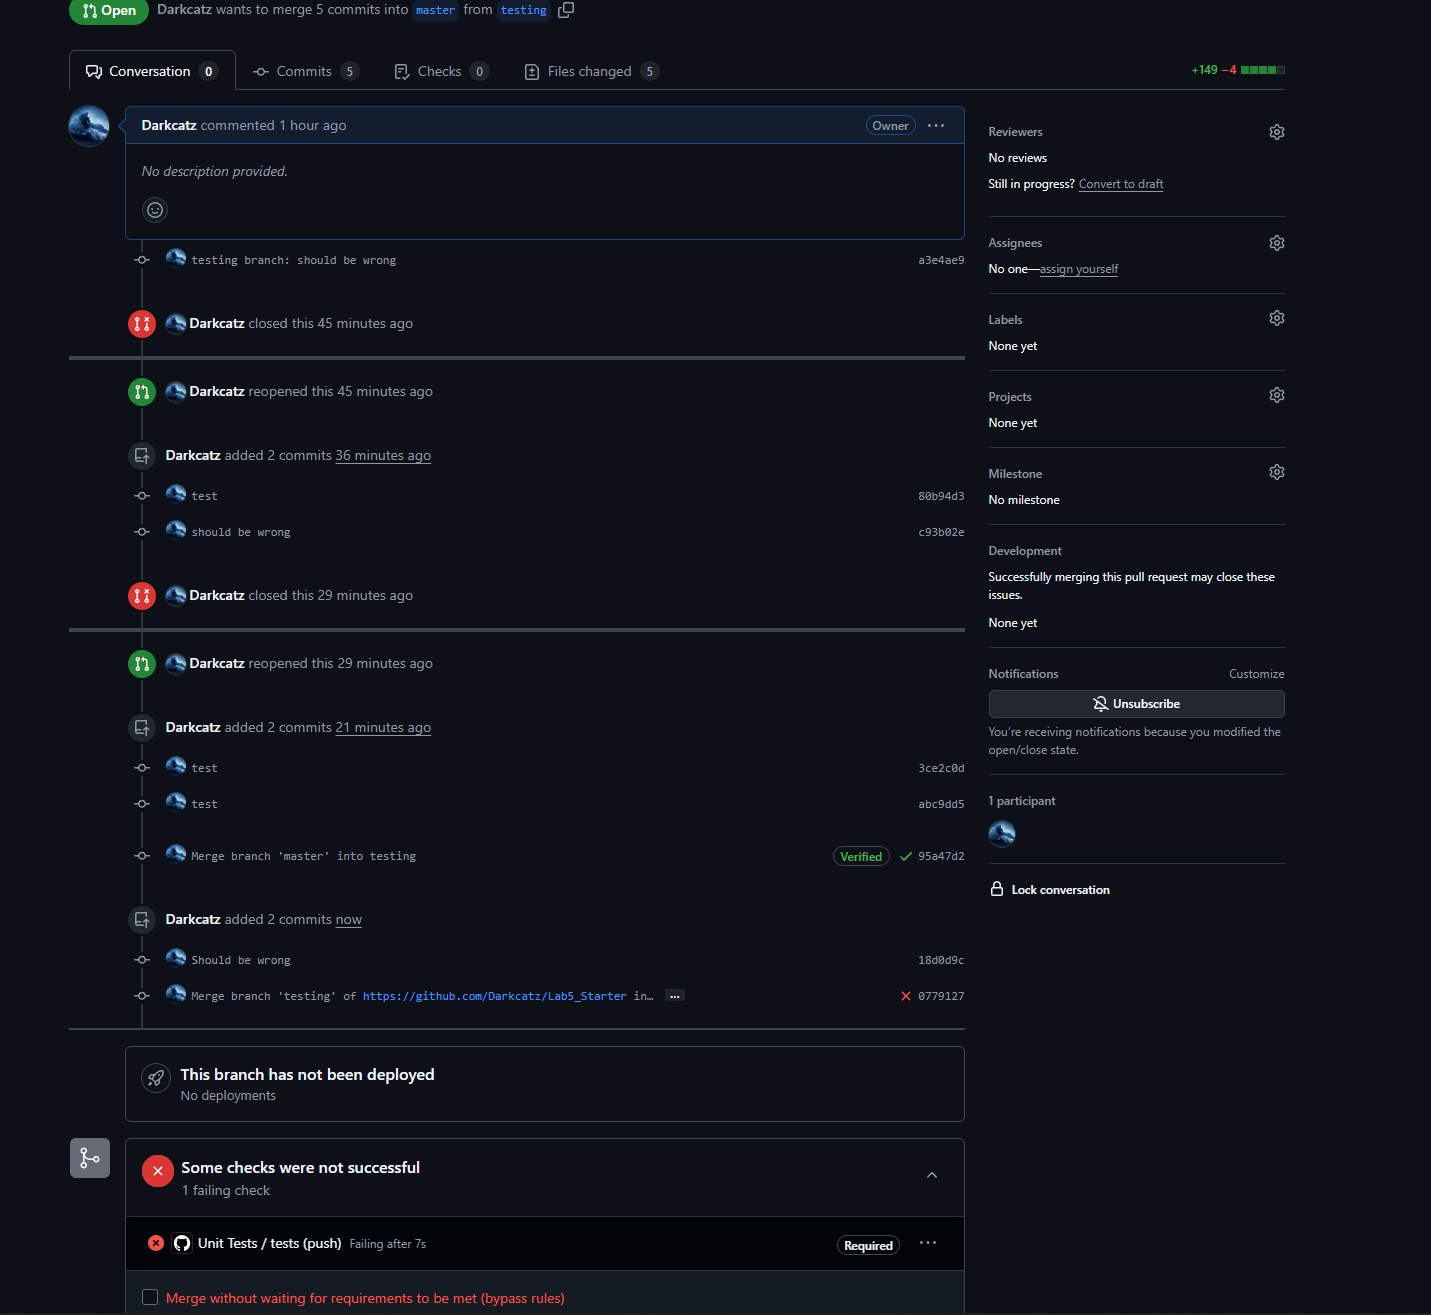 Open Darkcatz wants to merge 5 commits into master from testing
Conversation 0 Commits 5 Checks 0 Files changed 5 +149 −4
Darkcatz commented 1 hour ago Owner
No description provided.
testing branch: should be wrong a3e4ae9
Darkcatz closed this 45 minutes ago
Darkcatz reopened this 45 minutes ago
Darkcatz added 2 commits 36 minutes ago
test 80b94d3
should be wrong c93b02e
Darkcatz closed this 29 minutes ago
Darkcatz reopened this 29 minutes ago
Darkcatz added 2 commits 21 minutes ago
test 3ce2c0d
test abc9dd5
Merge branch 'master' into testing Verified 95a47d2
Darkcatz added 2 commits now
Should be wrong 18d0d9c
Merge branch 'testing' of https://github.com/Darkcatz/Lab5_Starter in… … 0779127
This branch has not been deployed
No deployments
Some checks were not successful
1 failing check
Unit Tests / tests (push) Failing after 7s Required
Merge without waiting for requirements to be met (bypass rules)
Reviewers
No reviews
Still in progress? Convert to draft
Assignees
No one—assign yourself
Labels
None yet
Projects
None yet
Milestone
No milestone
Development
Successfully merging this pull request may close these
issues.
None yet
Notifications Customize
Unsubscribe
You're receiving notifications because you modified the
open/close state.
1 participant
Lock conversation